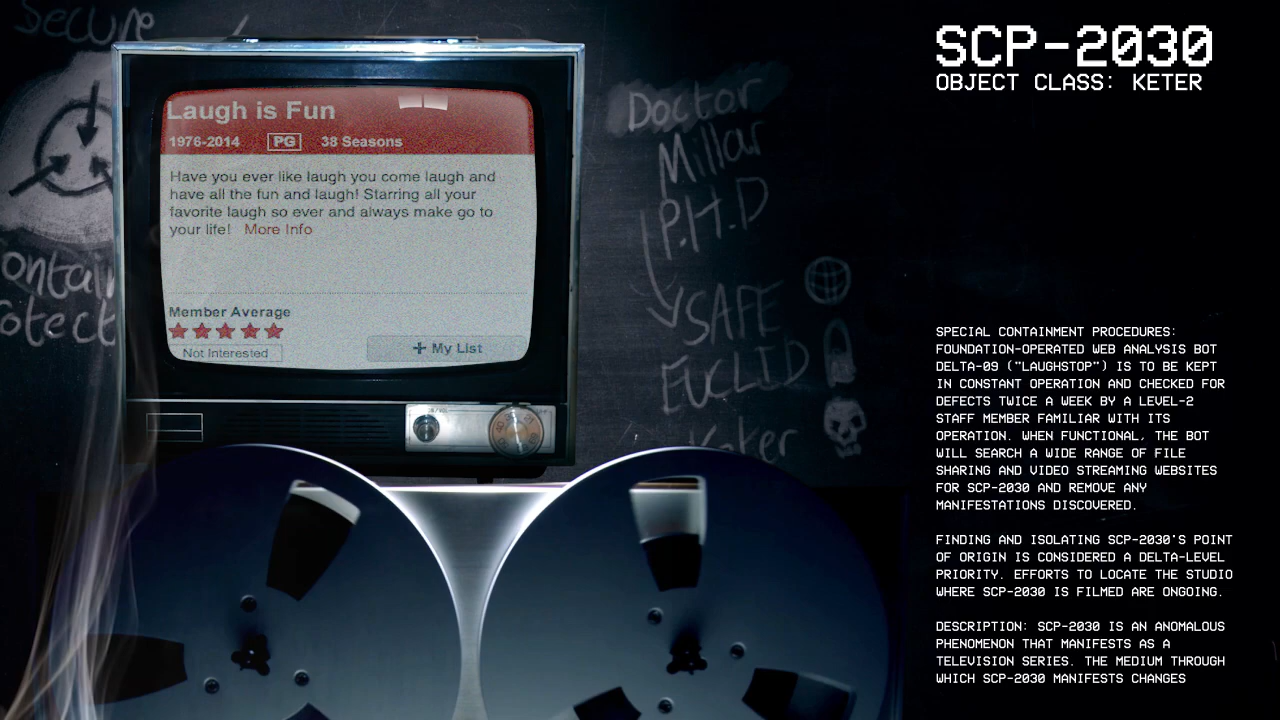 Secure
ontain
rotect
Laugh is Fun
1976-2014 PG 38 Seasons
Have you ever like laugh you come laugh and
have all the fun and laugh! Starring all your
favorite laugh so ever and always make go to
your life! More Info
Member Average
Not Interested
+ My List
Doctor
Millar
P.H.D
SAFE
EUCLID
Keter
SCP-2030
OBJECT CLASS: KETER
SPECIAL CONTAINMENT PROCEDURES:
FOUNDATION-OPERATED WEB ANALYSIS BOT
DELTA-09 ("LAUGHSTOP") IS TO BE KEPT
IN CONSTANT OPERATION AND CHECKED FOR
DEFECTS TWICE A WEEK BY A LEVEL-2
STAFF MEMBER FAMILIAR WITH ITS
OPERATION. WHEN FUNCTIONAL, THE BOT
WILL SEARCH A WIDE RANGE OF FILE
SHARING AND VIDEO STREAMING WEBSITES
FOR SCP-2030 AND REMOVE ANY
MANIFESTATIONS DISCOVERED.
FINDING AND ISOLATING SCP-2030'S POINT
OF ORIGIN IS CONSIDERED A DELTA-LEVEL
PRIORITY. EFFORTS TO LOCATE THE STUDIO
WHERE SCP-2030 IS FILMED ARE ONGOING.
DESCRIPTION: SCP-2030 IS AN ANOMALOUS
PHENOMENON THAT MANIFESTS AS A
TELEVISION SERIES. THE MEDIUM THROUGH
WHICH SCP-2030 MANIFESTS CHANGES